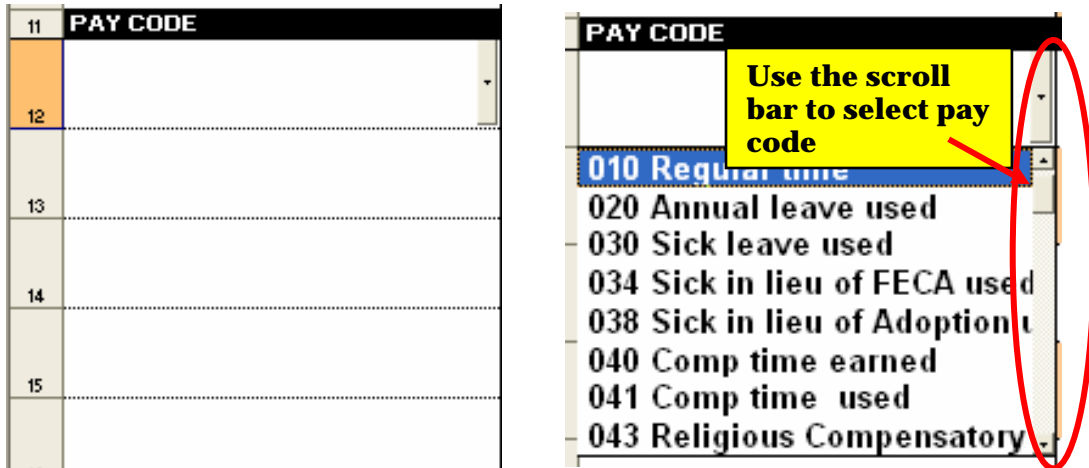 11 PAY CODE
12
13
14
15
PAY CODE
Use the scroll
bar to select pay
code
010 Regular time
020 Annual leave used
030 Sick leave used
034 Sick in lieu of FECA used
038 Sick in lieu of Adoption u
040 Comp time earned
041 Comp time used
043 Religious Compensatory